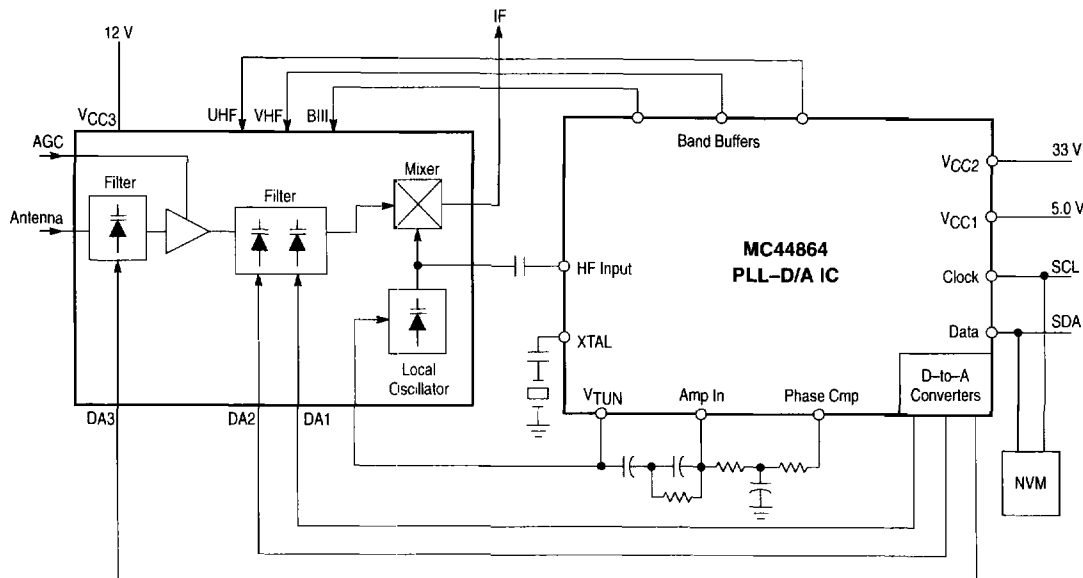 IF
12 V
VCC3
UHF
VHF
BIII
AGC
Antenna
Filter
Filter
Mixer
Local
Oscillator
DA3
DA2
DA1
Band Buffers
MC44864
PLL–D/A IC
HF Input
XTAL
VTUN
Amp In
Phase Cmp
VCC2
33 V
VCC1
5.0 V
Clock
SCL
Data
SDA
D–to–A
Converters
NVM